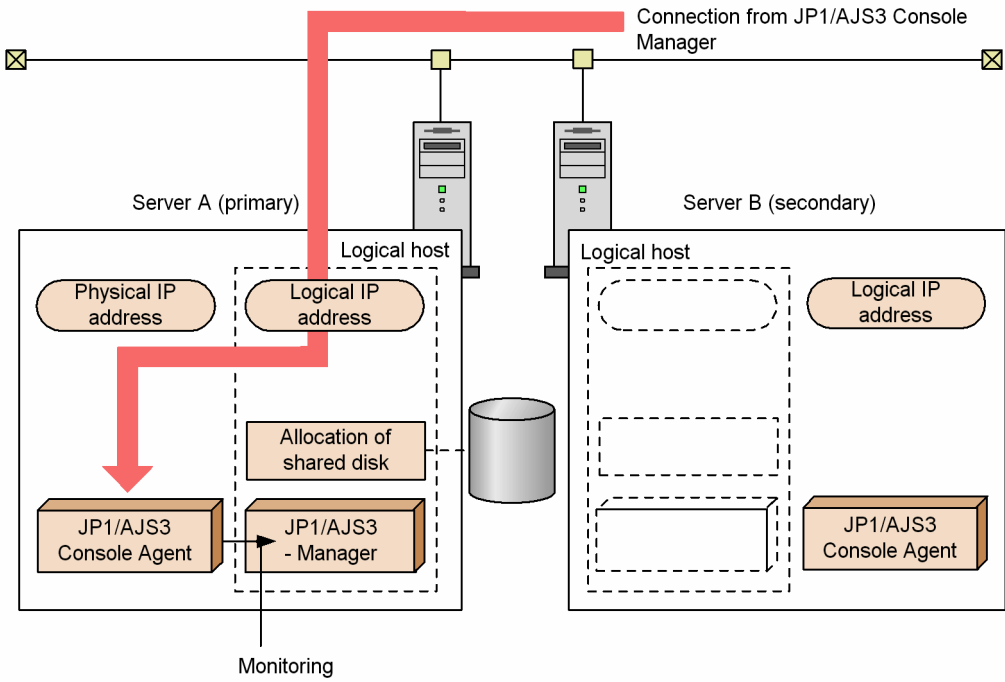 Connection from JP1/AJS3 Console
Manager
Server A (primary)
Server B (secondary)
Logical host
Physical IP
address
Logical IP
address
Allocation of
shared disk
JP1/AJS3
Console Agent
JP1/AJS3
- Manager
Monitoring
Logical host
Logical IP
address
JP1/AJS3
Console Agent